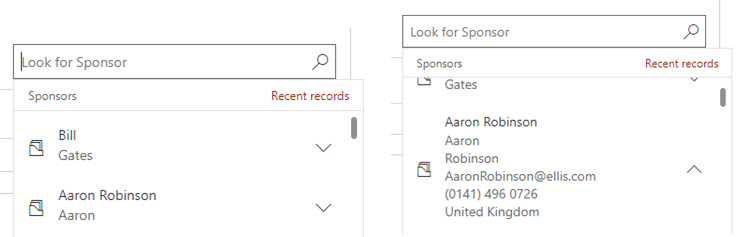 Look for Sponsor
Sponsors Recent records
Bill
Gates
Aaron Robinson
Aaron
Look for Sponsor
Sponsors Recent records
Gates
Aaron Robinson
Aaron
Robinson
AaronRobinson@ellis.com
(0141) 496 0726
United Kingdom